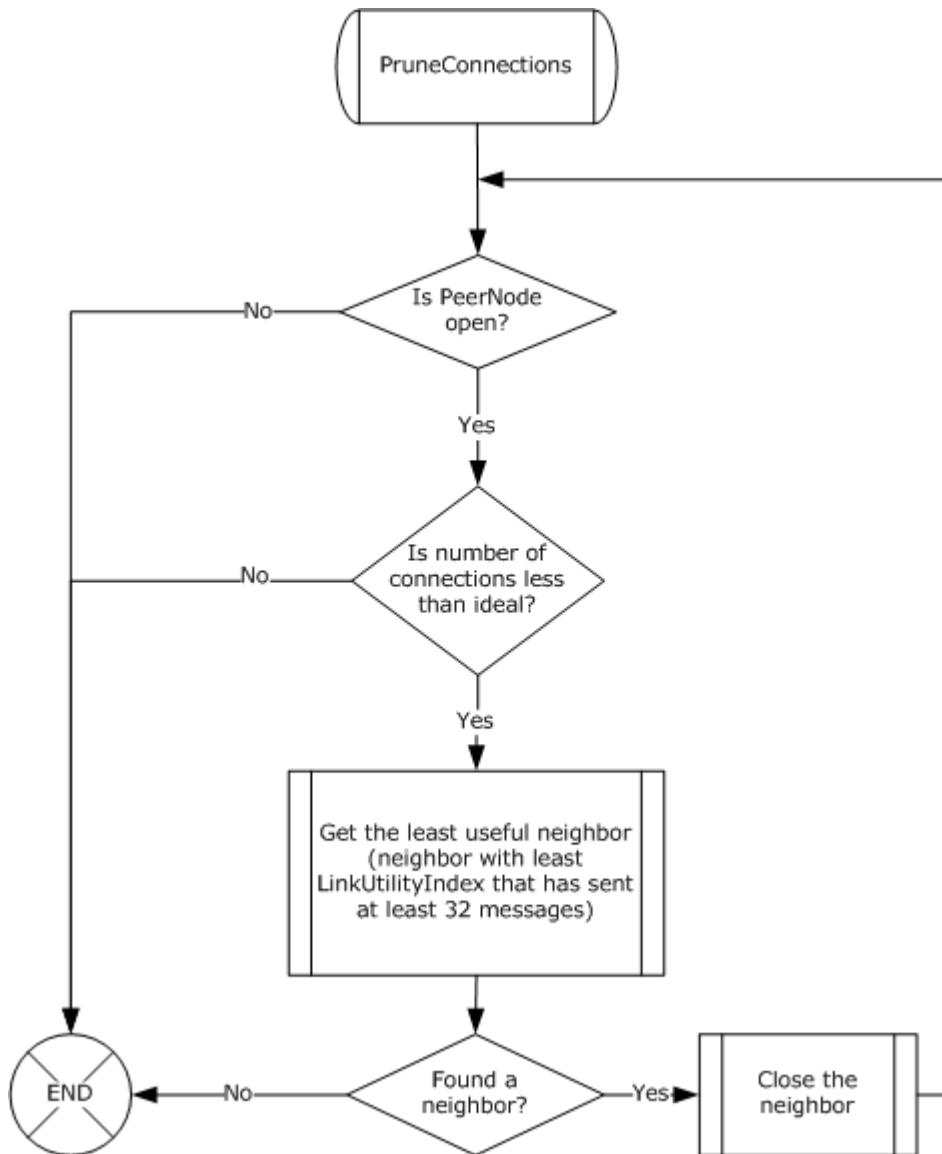 PruneConnections
Is PeerNode
open?
No
Yes
Is number of
connections less
than ideal?
No
Yes
Get the least useful neighbor
(neighbor with least
LinkUtilityIndex that has sent
at least 32 messages)
END
No
Found a
neighbor?
Yes
Close the
neighbor